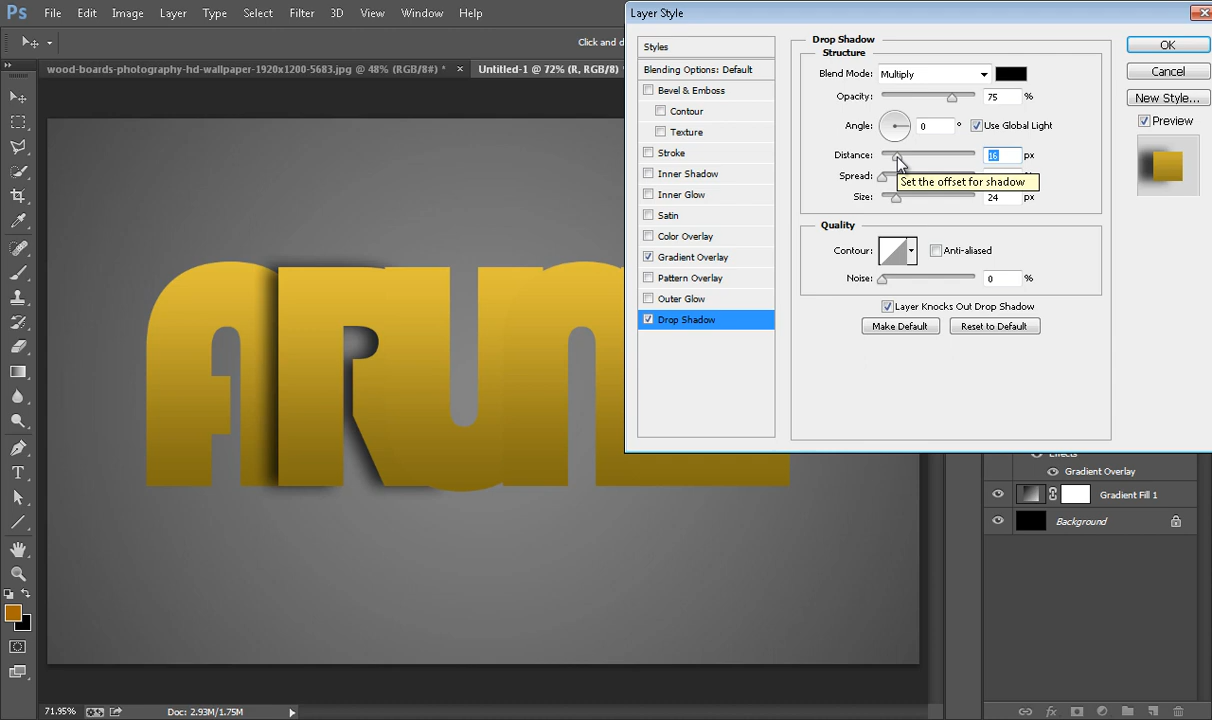 Ps File Edit Image Layer Type Select Filter 3D View Window Help
Layer Style
Click and d
wood-boards-photography-hd-wallpaper-1920x1200-5683.jpg @ 48% (RGB/8#) * × Untitled-1 @ 72% (R, RGB/8)
Styles
Blending Options: Default
Bevel & Emboss
Contour
Texture
Stroke
Inner Shadow
Inner Glow
Satin
Color Overlay
Gradient Overlay
Pattern Overlay
Outer Glow
Drop Shadow
Drop Shadow
Structure
Blend Mode: Multiply
Opacity: 75 %
Angle: 0 ° Use Global Light
Distance: 16 px
Spread:
Set the offset for shadow
Size: 24 px
Quality
Contour: Anti-aliased
Noise: 0 %
Layer Knocks Out Drop Shadow
Make Default Reset to Default
OK
Cancel
New Style...
Preview
ARUN
Effects
Gradient Overlay
Gradient Fill 1
Background
T
71.95% Doc: 2.93M/1.75M
fx